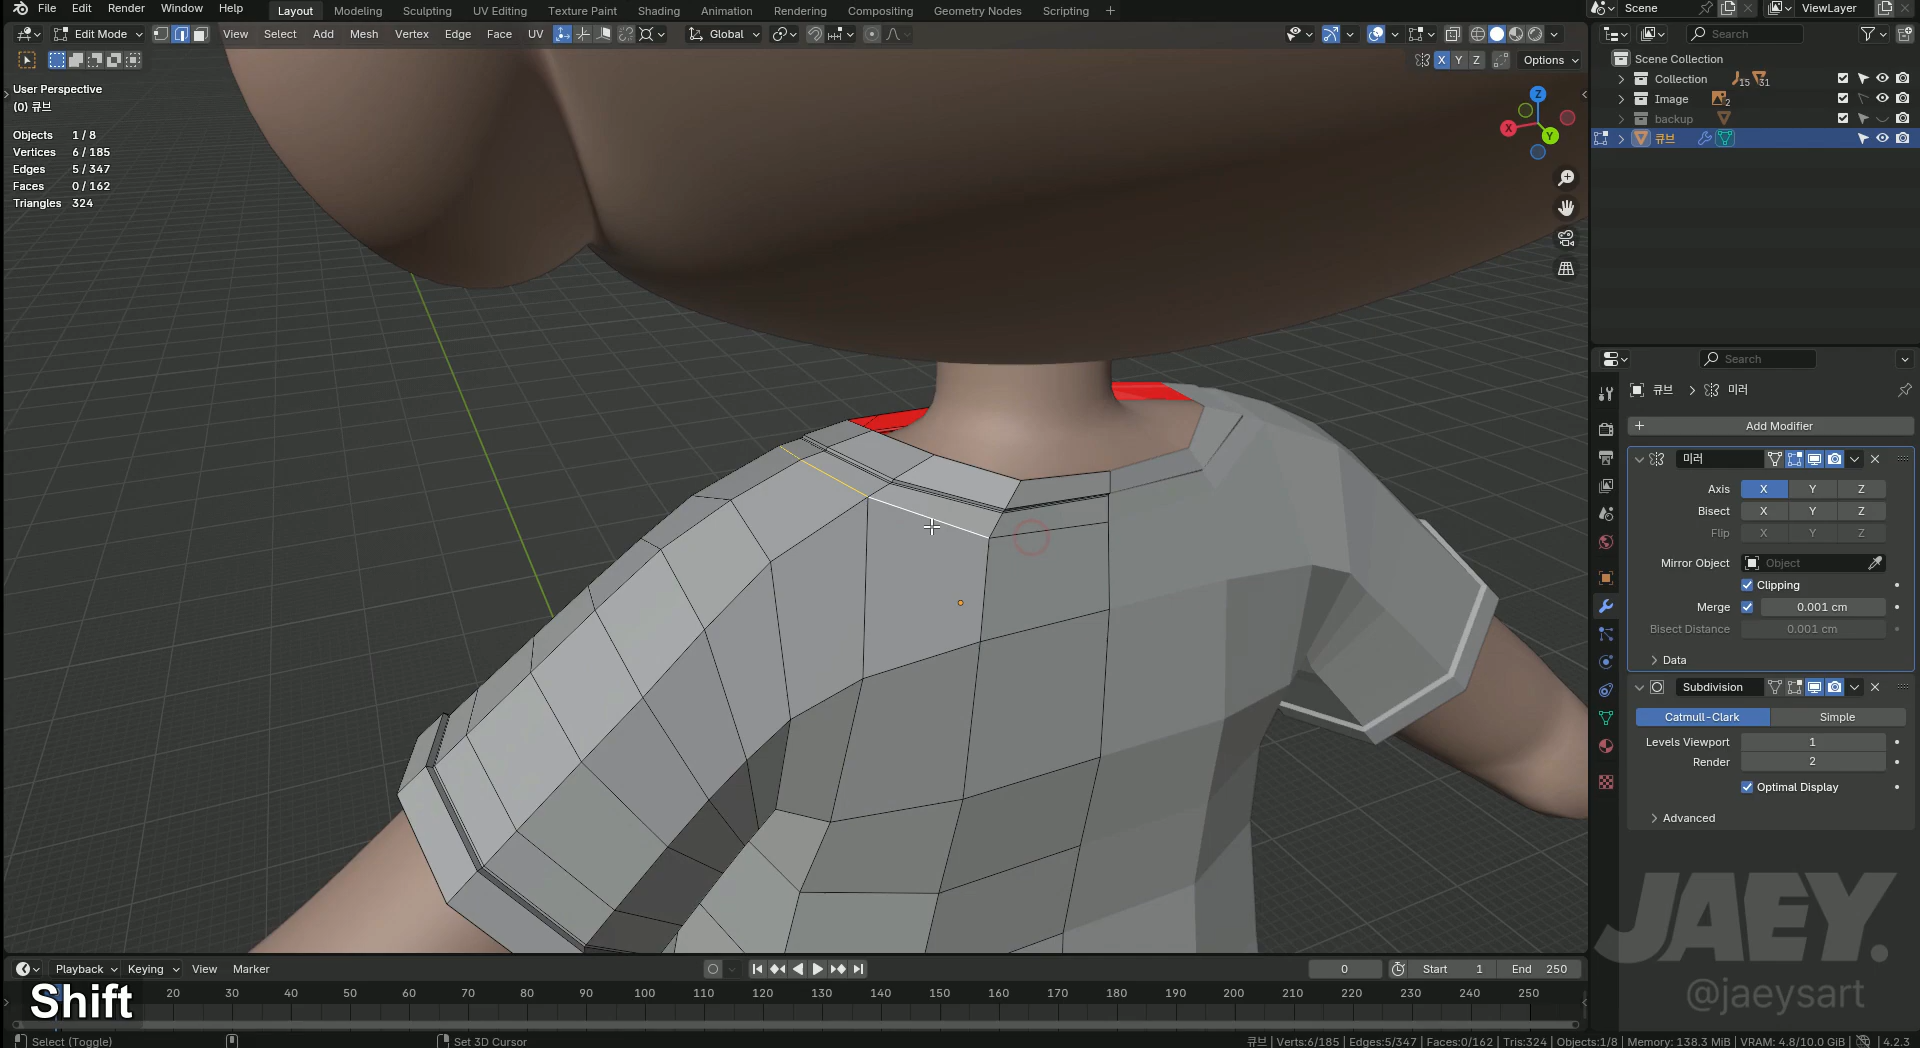 File Edit Render Window Help Layout Modeling Sculpting UV Editing Texture Paint Shading Animation Rendering Compositing Geometry Nodes Scripting + Scene ViewLayer
Edit Mode View Select Add Mesh Vertex Edge Face UV Global Search
X Y Z Options
User Perspective
(0) 큐브
Objects 1 / 8
Vertices 6 / 185
Edges 5 / 347
Faces 0 / 162
Triangles 324
Z
X
Y
Scene Collection
Collection 15 31
Image 2
backup
큐브
Search
큐브 > 미러
+ Add Modifier
미러
Axis X Y Z
Bisect X Y Z
Flip X Y Z
Mirror Object Object
Clipping
Merge 0.001 cm
Bisect Distance 0.001 cm
Data
Subdivision
Catmull-Clark Simple
Levels Viewport 1
Render 2
Optimal Display
Advanced
JAEY.
@jaeysart
Playback Keying View Marker 0 Start 1 End 250
20 30 40 50 60 70 80 90 100 110 120 130 140 150 160 170 180 190 200 210 220 230 240 250
Shift
Select (Toggle) Set 3D Cursor 큐브 | Verts:6/185 | Edges:5/347 | Faces:0/162 | Tris:324 | Objects:1/8 | Memory: 138.3 MiB | VRAM: 4.8/10.0 GiB | 4.2.3